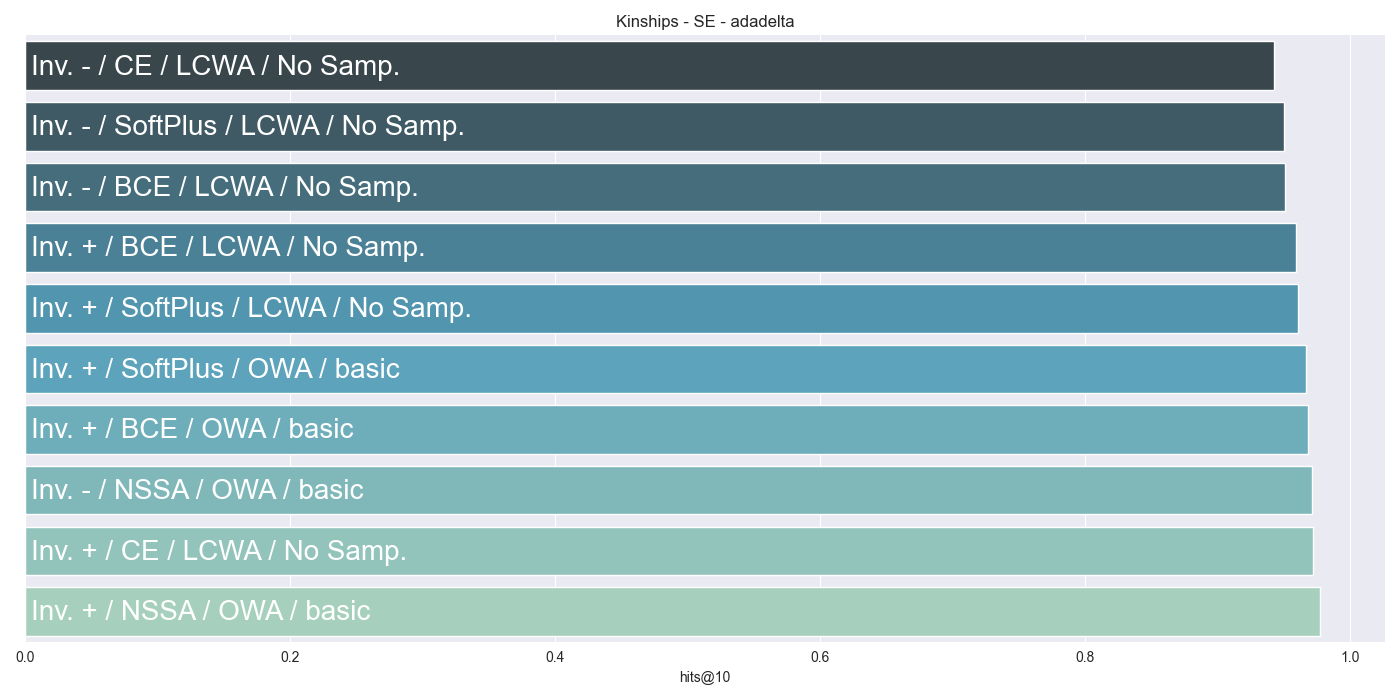 Kinships - SE - adadelta
Inv. - / CE / LCWA / No Samp.
Inv. - / SoftPlus / LCWA / No Samp.
Inv. - / BCE / LCWA / No Samp.
Inv. + / BCE / LCWA / No Samp.
Inv. + / SoftPlus / LCWA / No Samp.
Inv. + / SoftPlus / OWA / basic
Inv. + / BCE / OWA / basic
Inv. - / NSSA / OWA / basic
Inv. + / CE / LCWA / No Samp.
Inv. + / NSSA / OWA / basic
0.0 0.2 0.4 0.6 0.8 1.0
hits@10